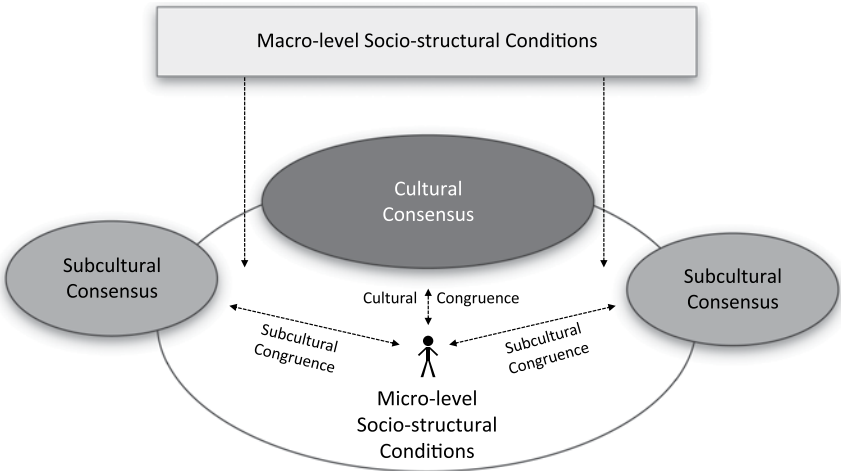 Macro-level Socio-structural Conditions
Cultural
Consensus
Subcultural
Consensus
Subcultural
Consensus
Cultural Congruence
Subcultural
Congruence
Subcultural
Congruence
Micro-level
Socio-structural
Conditions